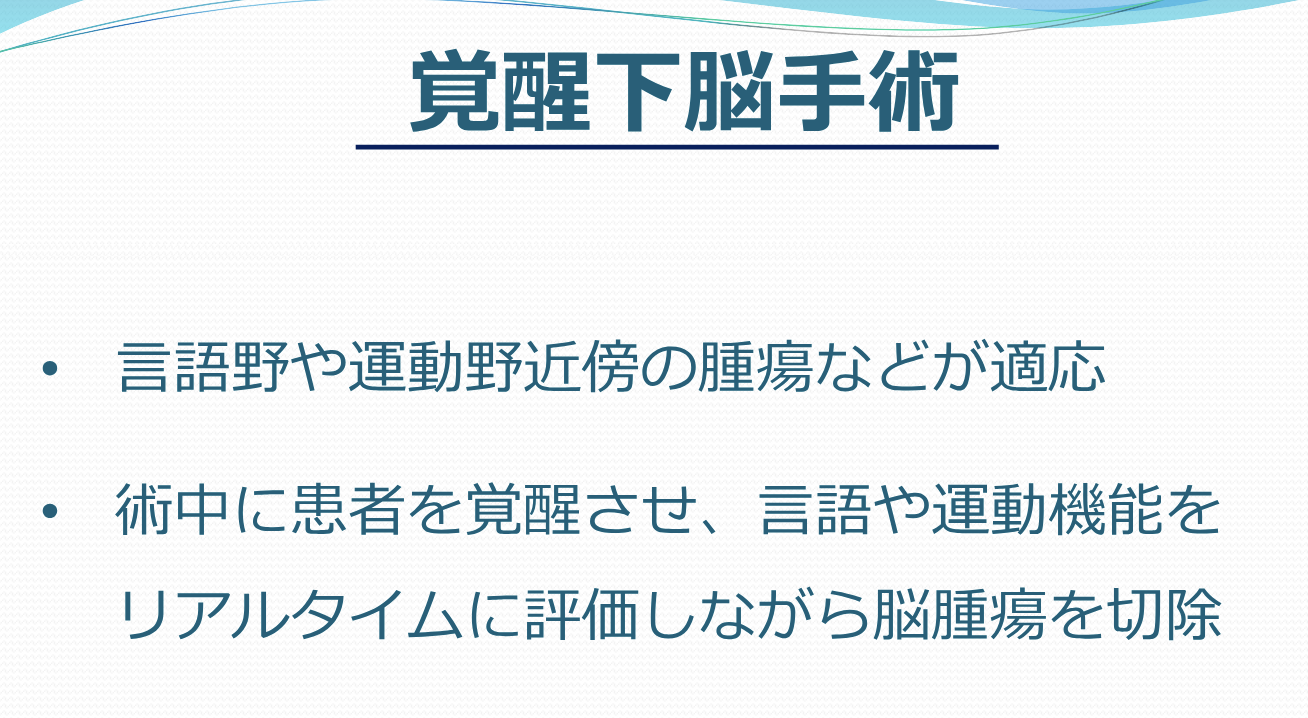 覚醒下脳手術
• 言語野や運動野近傍の腫瘍などが適応
• 術中に患者を覚醒させ、言語や運動機能を
リアルタイムに評価しながら脳腫瘍を切除